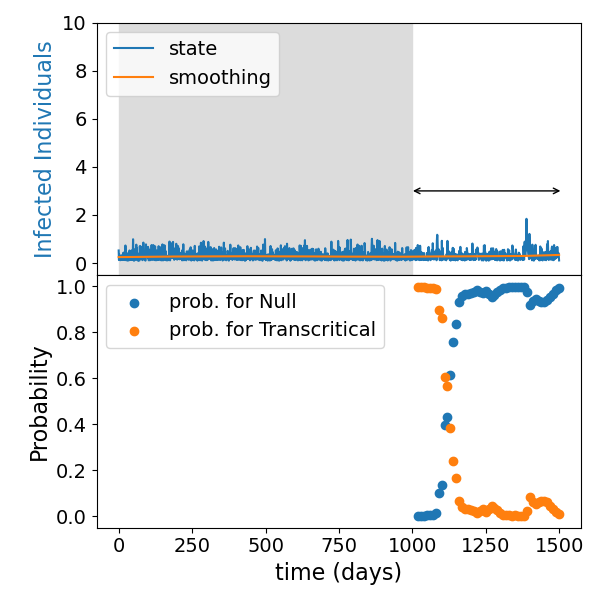 10
8
6
4
2
0
Infected Individuals
state
smoothing
1.0
0.8
0.6
0.4
0.2
0.0
Probability
prob. for Null
prob. for Transcritical
0 250 500 750 1000 1250 1500
time (days)